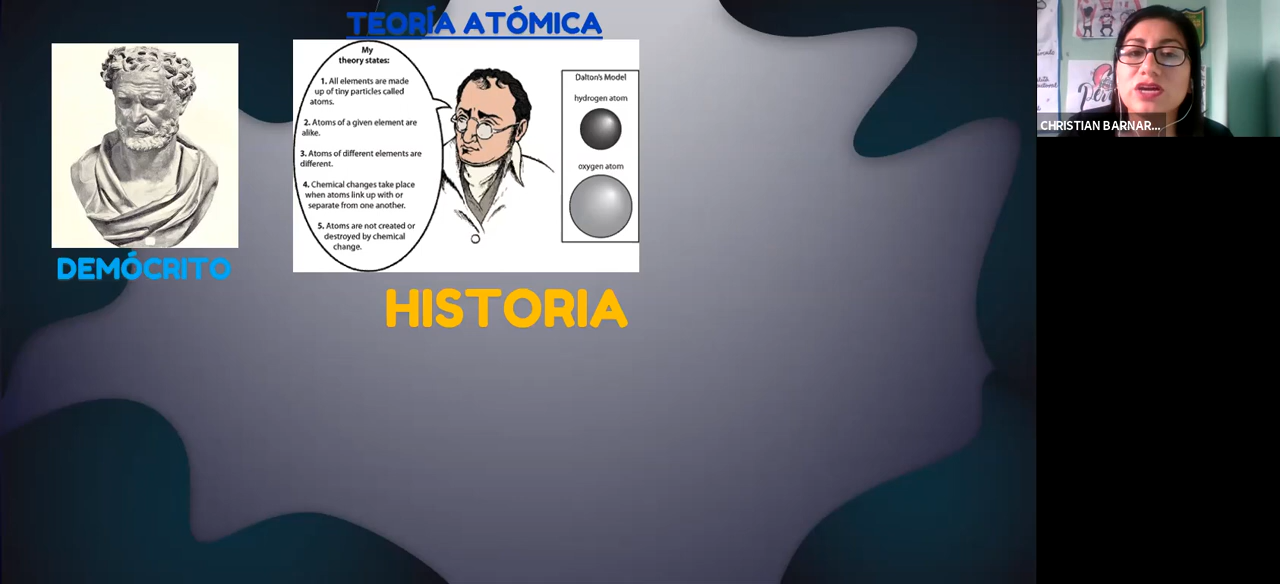 TEORÍA ATÓMICA
My
theory states:
1. All elements are made
up of tiny particles called
atoms.
2. Atoms of a given element are
alike.
3. Atoms of different elements are
different.
4. Chemical changes take place
when atoms link up with or
separate from one another.
5. Atoms are not created or
destroyed by chemical
change.
Dalton's Model
hydrogen atom
oxygen atom
DEMÓCRITO
HISTORIA
CHRISTIAN BARNAR...